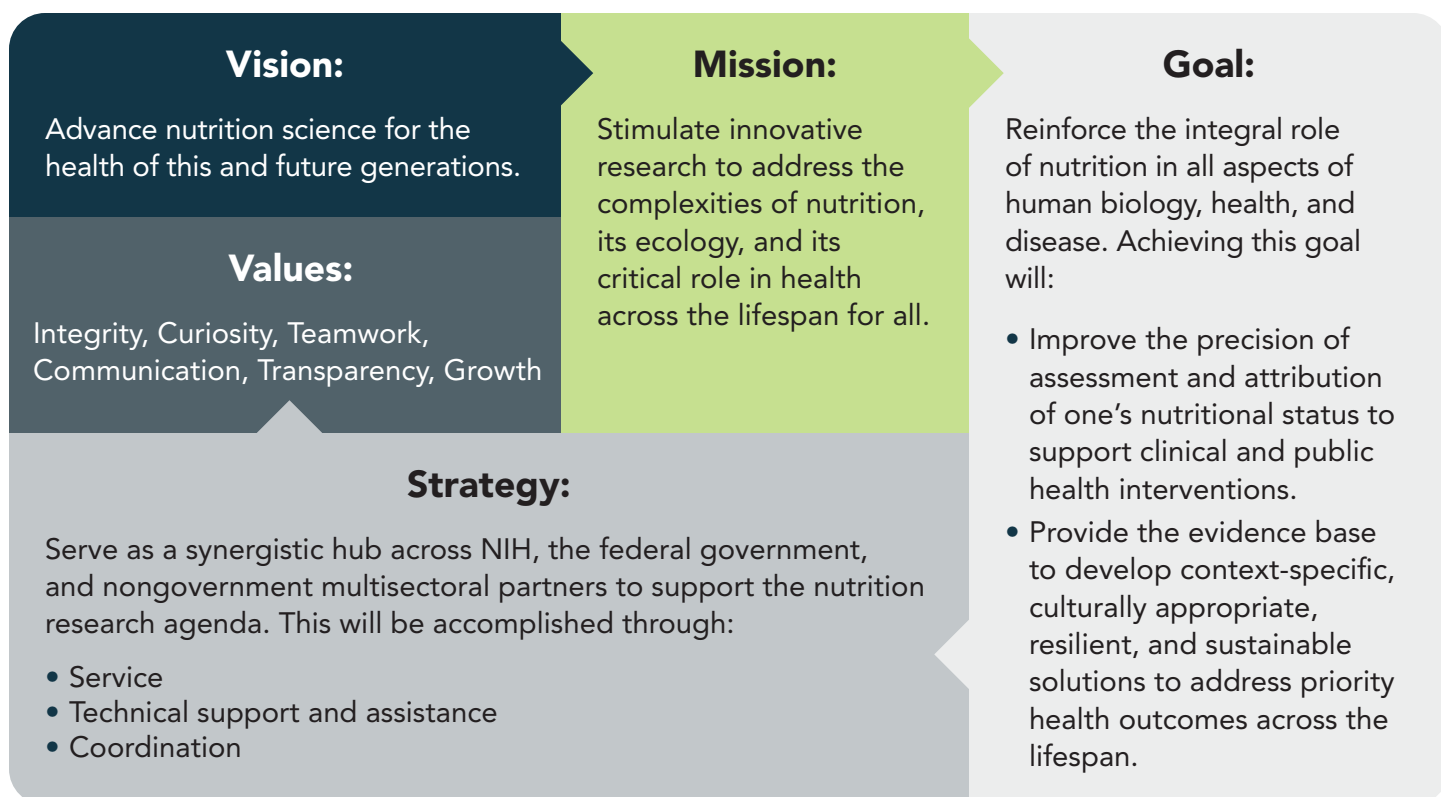 Vision:
Advance nutrition science for the
health of this and future generations.
Values:
Integrity, Curiosity, Teamwork,
Communication, Transparency, Growth
Mission:
Stimulate innovative
research to address the
complexities of nutrition,
its ecology, and its
critical role in health
across the lifespan for all.
Goal:
Reinforce the integral role
of nutrition in all aspects of
human biology, health, and
disease. Achieving this goal
will:
• Improve the precision of
assessment and attribution
of one’s nutritional status to
support clinical and public
health interventions.
• Provide the evidence base
to develop context-specific,
culturally appropriate,
resilient, and sustainable
solutions to address priority
health outcomes across the
lifespan.
Strategy:
Serve as a synergistic hub across NIH, the federal government,
and nongovernment multisectoral partners to support the nutrition
research agenda. This will be accomplished through:
• Service
• Technical support and assistance
• Coordination